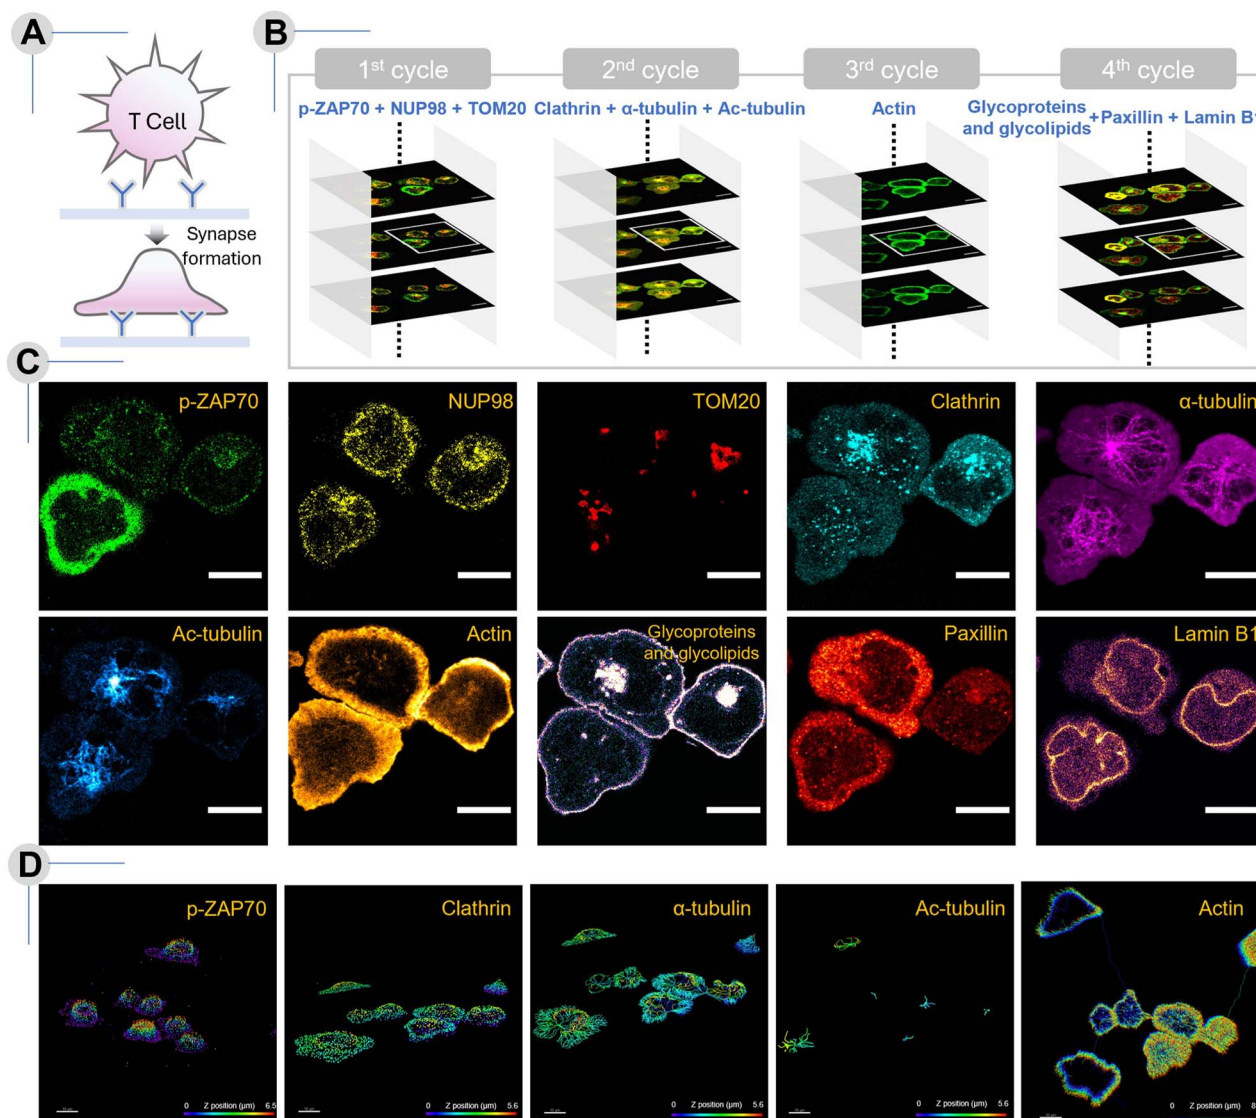 A
T Cell
Synapse
formation
B
1st cycle
2nd cycle
3rd cycle
4th cycle
p-ZAP70 + NUP98 + TOM20
Clathrin + α-tubulin + Ac-tubulin
Actin
Glycoproteins
and glycolipids
+Paxillin + Lamin B1
C
p-ZAP70
NUP98
TOM20
Clathrin
α-tubulin
Ac-tubulin
Actin
Glycoproteins
and glycolipids
Paxillin
Lamin B1
D
p-ZAP70
Clathrin
α-tubulin
Ac-tubulin
Actin
0 Z position (µm) 6.5
0 Z position (µm) 5.6
0 Z position (µm) 5.6
0 Z position (µm) 5.6
0 Z position (µm)